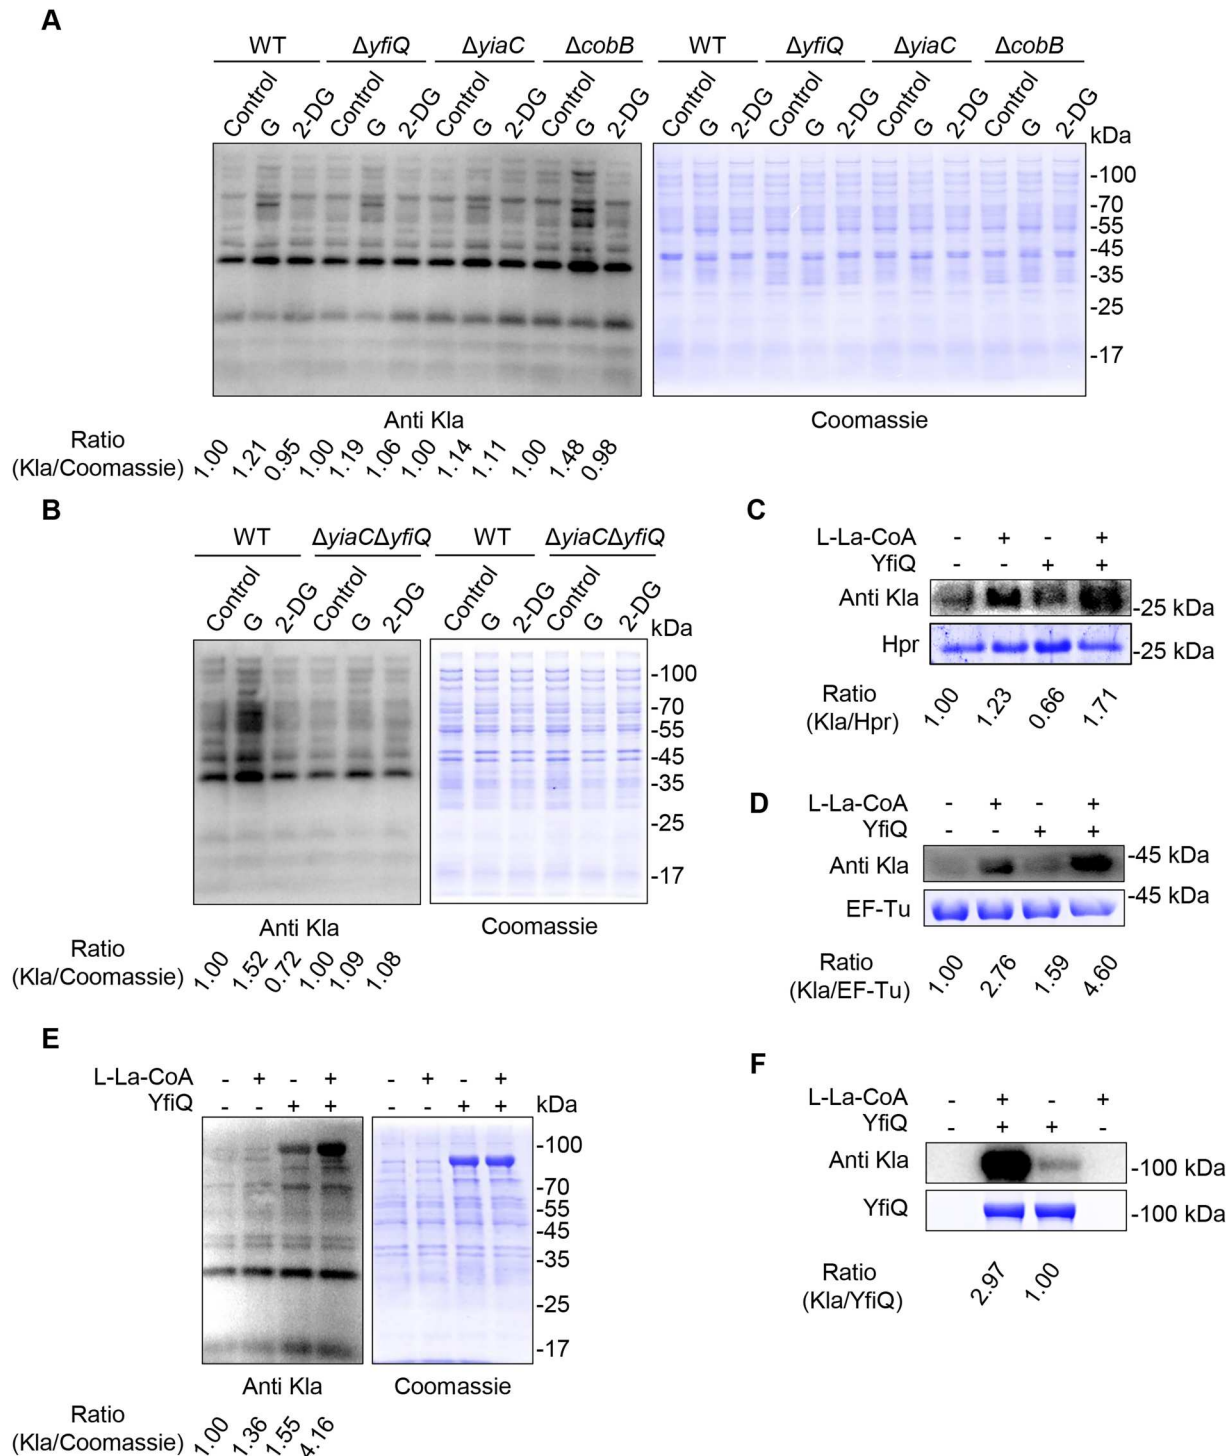 A
WT ΔyfiQ ΔyiaC ΔcobB WT ΔyfiQ ΔyiaC ΔcobB
Control G 2-DG Control G 2-DG Control G 2-DG Control G 2-DG Control G 2-DG Control G 2-DG Control G 2-DG Control G 2-DG
kDa
-100
-70
-55
-45
-35
-25
-17
Anti Kla Coomassie
Ratio
(Kla/Coomassie) 1.00 1.21 0.95 1.00 1.19 1.06 1.00 1.14 1.11 1.00 1.48 0.98
B
WT ΔyiaCΔyfiQ WT ΔyiaCΔyfiQ
Control G 2-DG Control G 2-DG Control G 2-DG Control G 2-DG
kDa
-100
-70
-55
-45
-35
-25
-17
Anti Kla Coomassie
Ratio
(Kla/Coomassie) 1.00 1.52 0.72 1.00 1.09 1.08
C
L-La-CoA - + - +
YfiQ - - + +
Anti Kla -25 kDa
Hpr -25 kDa
Ratio
(Kla/Hpr) 1.00 1.23 0.66 1.71
D
L-La-CoA - + - +
YfiQ - - + +
Anti Kla -45 kDa
EF-Tu -45 kDa
Ratio
(Kla/EF-Tu) 1.00 2.76 1.59 4.60
E
L-La-CoA - + - + - + - +
YfiQ - - + + - - + + kDa
-100
-70
-55
-45
-35
-25
-17
Anti Kla Coomassie
Ratio
(Kla/Coomassie) 1.00 1.36 1.55 4.16
F
L-La-CoA - + - +
YfiQ - + + -
Anti Kla -100 kDa
YfiQ -100 kDa
Ratio
(Kla/YfiQ) 2.97 1.00